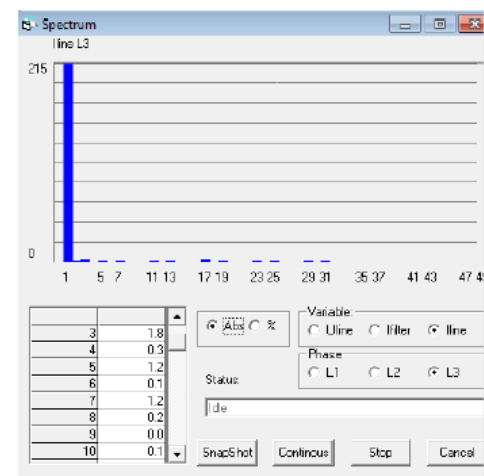 Spectrum
Iline L3
215
0
1 5 7 11 13 17 19 23 25 29 31 35 37 41 43 47 49
3 1.8
4 0.3
5 1.2
6 0.1
7 1.2
8 0.2
9 0.0
10 0.1
Abs %
Variable:
Uline Ifilter Iline
Phase
L1 L2 L3
Status:
Idle
SnapShot Continous Stop Cancel